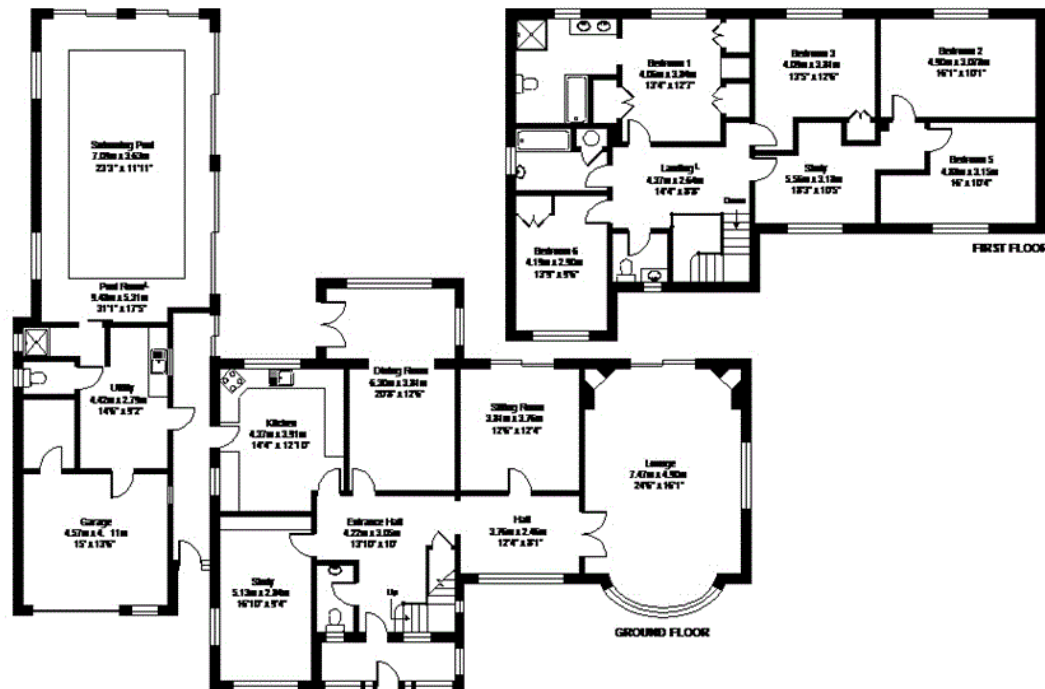 Swimming Pool
7.09m x 3.63m
23'3" x 11'11"
Pool Room L
9.48m x 5.31m
31'1" x 17'5"
Utility
4.42m x 2.79m
14'6" x 9'2"
Garage
4.57m x 4. 11m
15' x 13'6"
Kitchen
4.37m x 3.91m
14'4" x 12'10"
Dining Room
6.30m x 3.81m
20'8" x 12'6"
Sitting Room
3.81m x 3.76m
12'6" x 12'4"
Lounge
7.47m x 4.90m
24'6" x 16'1"
Entrance Hall
4.22m x 3.05m
13'10" x 10'
Hall
3.76m x 2.46m
12'4" x 8'1"
Study
5.13m x 2.84m
16'10" x 9'4"
Up
GROUND FLOOR
Bedroom 1
4.06m x 3.84m
13'4" x 12'7"
Bedroom 3
4.09m x 3.81m
13'5" x 12'6"
Bedroom 2
4.90m x 3.078m
16'1" x 10'1"
Landing L
4.37m x 2.64m
14'4" x 8'8"
Study
5.56m x 3.18m
18'3" x 10'5"
Bedroom 5
4.88m x 3.15m
16' x 10'4"
Down
Bedroom 6
4.19m x 2.90m
13'9" x 9'6"
FIRST FLOOR